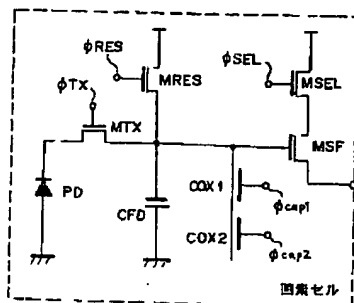 φRES
φSEL
MRES
MSEL
φTX
MTX
MSF
PD
COX1
φcap1
CFD
COX2
φcap2
画素セル